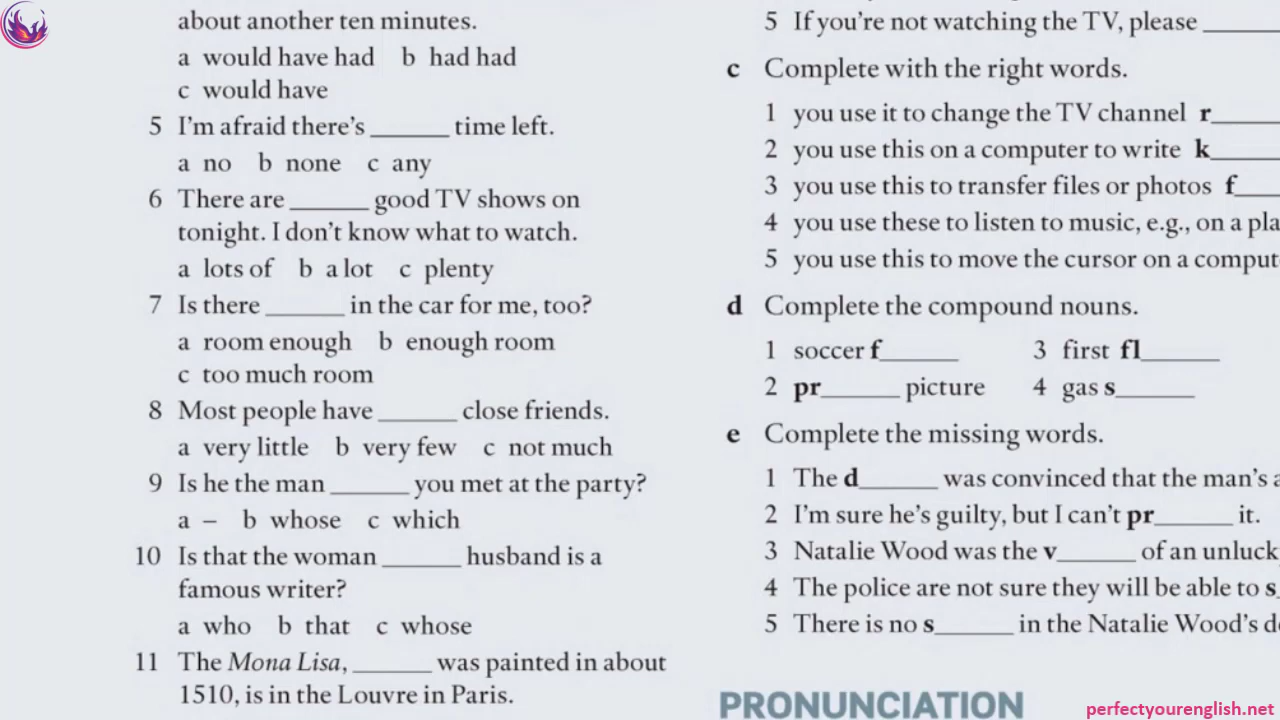 about another ten minutes.
a would have had b had had
c would have
5 I'm afraid there's ______ time left.
a no b none c any
6 There are ______ good TV shows on
tonight. I don't know what to watch.
a lots of b a lot c plenty
7 Is there ______ in the car for me, too?
a room enough b enough room
c too much room
8 Most people have ______ close friends.
a very little b very few c not much
9 Is he the man ______ you met at the party?
a – b whose c which
10 Is that the woman ______ husband is a
famous writer?
a who b that c whose
11 The Mona Lisa, ______ was painted in about
1510, is in the Louvre in Paris.
5 If you're not watching the TV, please ______
c Complete with the right words.
1 you use it to change the TV channel r______
2 you use this on a computer to write k______
3 you use this to transfer files or photos f______
4 you use these to listen to music, e.g., on a pla
5 you use this to move the cursor on a comput
d Complete the compound nouns.
1 soccer f______ 3 first fl______
2 pr______ picture 4 gas s______
e Complete the missing words.
1 The d______ was convinced that the man's a
2 I'm sure he's guilty, but I can't pr______ it.
3 Natalie Wood was the v______ of an unluck
4 The police are not sure they will be able to s_
5 There is no s______ in the Natalie Wood's d
PRONUNCIATION
perfectyourenglish.net